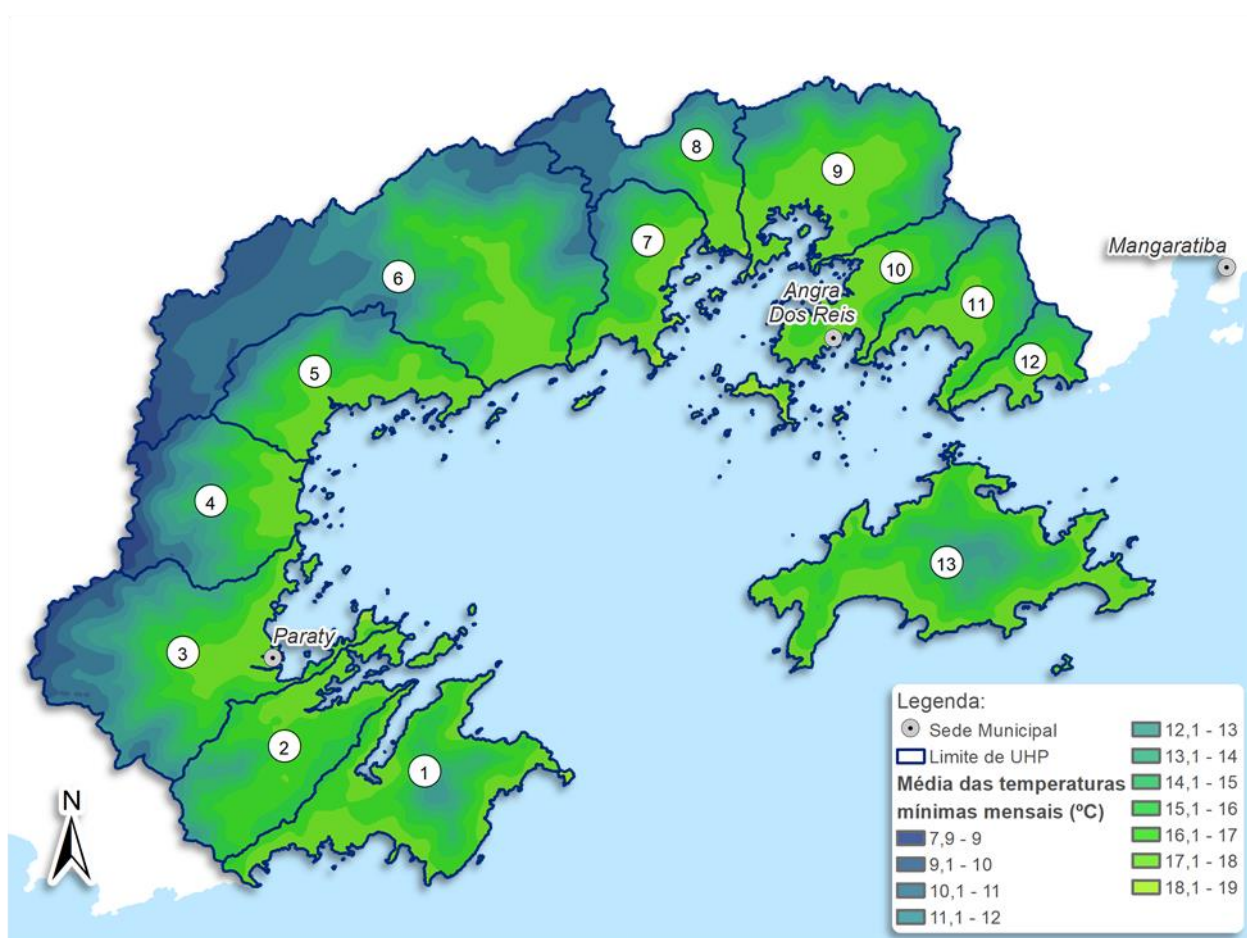 8
9
7
Mangaratiba
10
6
Angra
Dos Reis
11
12
5
4
13
Paraty
3
2
1
N
Legenda:
Sede Municipal
Limite de UHP
Média das temperaturas
mínimas mensais (ºC)
7,9 - 9
9,1 - 10
10,1 - 11
11,1 - 12
12,1 - 13
13,1 - 14
14,1 - 15
15,1 - 16
16,1 - 17
17,1 - 18
18,1 - 19